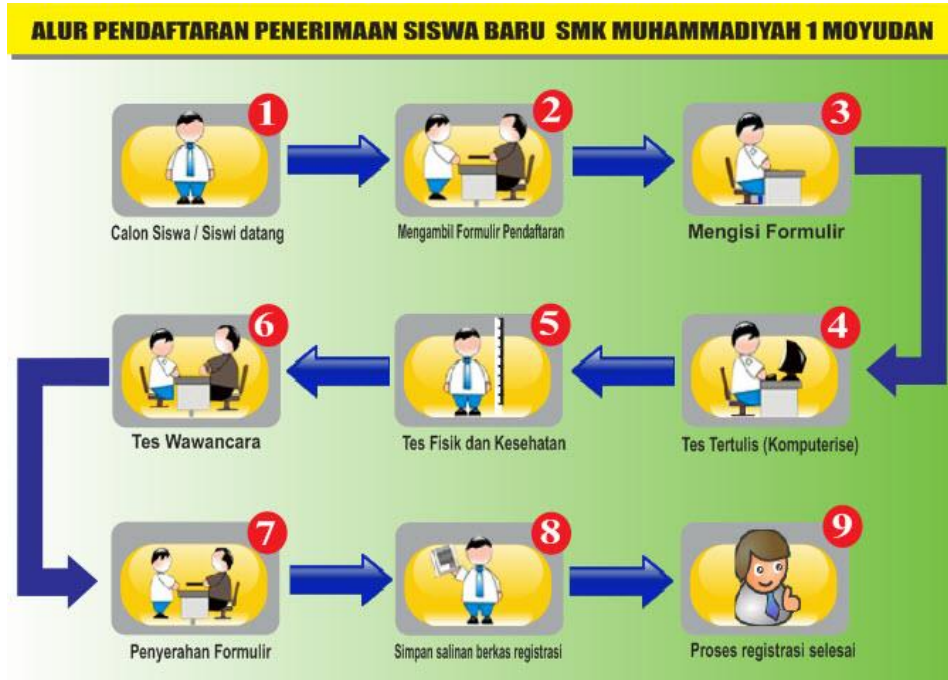 ALUR PENDAFTARAN PENERIMAAN SISWA BARU SMK MUHAMMADIYAH 1 MOYUDAN
1
Calon Siswa / Siswi datang
2
Mengambil Formulir Pendaftaran
3
Mengisi Formulir
4
Tes Tertulis (Komputerise)
5
Tes Fisik dan Kesehatan
6
Tes Wawancara
7
Penyerahan Formulir
8
Simpan salinan berkas registrasi
9
Proses registrasi selesai